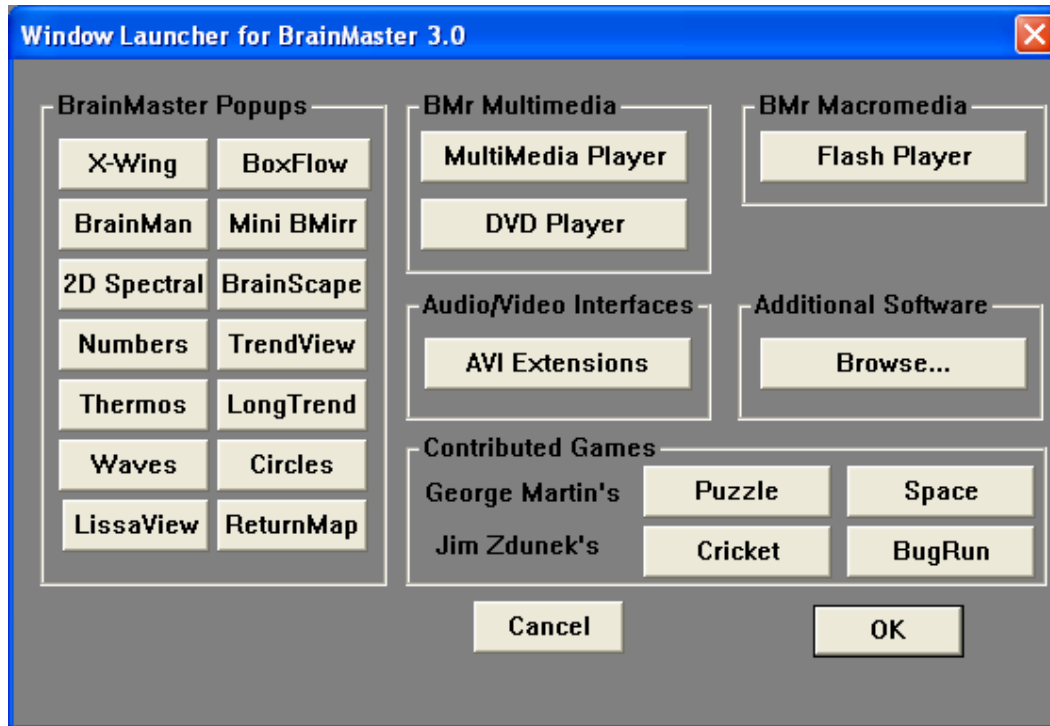 Window Launcher for BrainMaster 3.0
BrainMaster Popups
X-Wing BoxFlow
BrainMan Mini BMirr
2D Spectral BrainScape
Numbers TrendView
Thermos LongTrend
Waves Circles
LissaView ReturnMap
BMr Multimedia
MultiMedia Player
DVD Player
BMr Macromedia
Flash Player
Audio/Video Interfaces
AVI Extensions
Additional Software
Browse...
Contributed Games
George Martin's Puzzle Space
Jim Zdunek's Cricket BugRun
Cancel OK